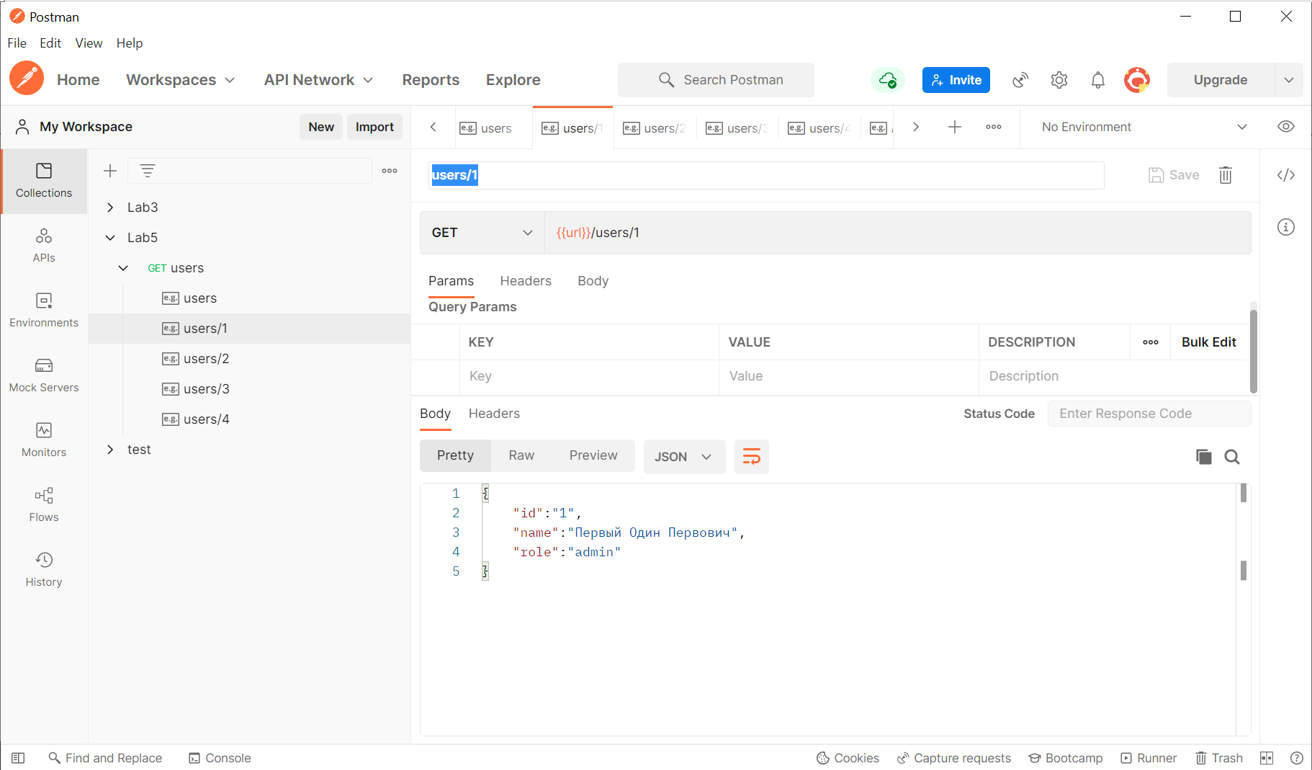 Postman
File Edit View Help
Home Workspaces API Network Reports Explore Search Postman Invite Upgrade
My Workspace New Import
users users/1 users/2 users/3 users/4 No Environment
Collections
APIs
Environments
Mock Servers
Monitors
Flows
History
Lab3
Lab5
GET users
e.g. users
e.g. users/1
e.g. users/2
e.g. users/3
e.g. users/4
test
users/1 Save
GET {{url}}/users/1
Params Headers Body
Query Params
KEY VALUE DESCRIPTION Bulk Edit
Key Value Description
Body Headers Status Code Enter Response Code
Pretty Raw Preview JSON
1 {
2 "id":"1",
3 "name":"Первый Один Первович",
4 "role":"admin"
5 }
Find and Replace Console Cookies Capture requests Bootcamp Runner Trash